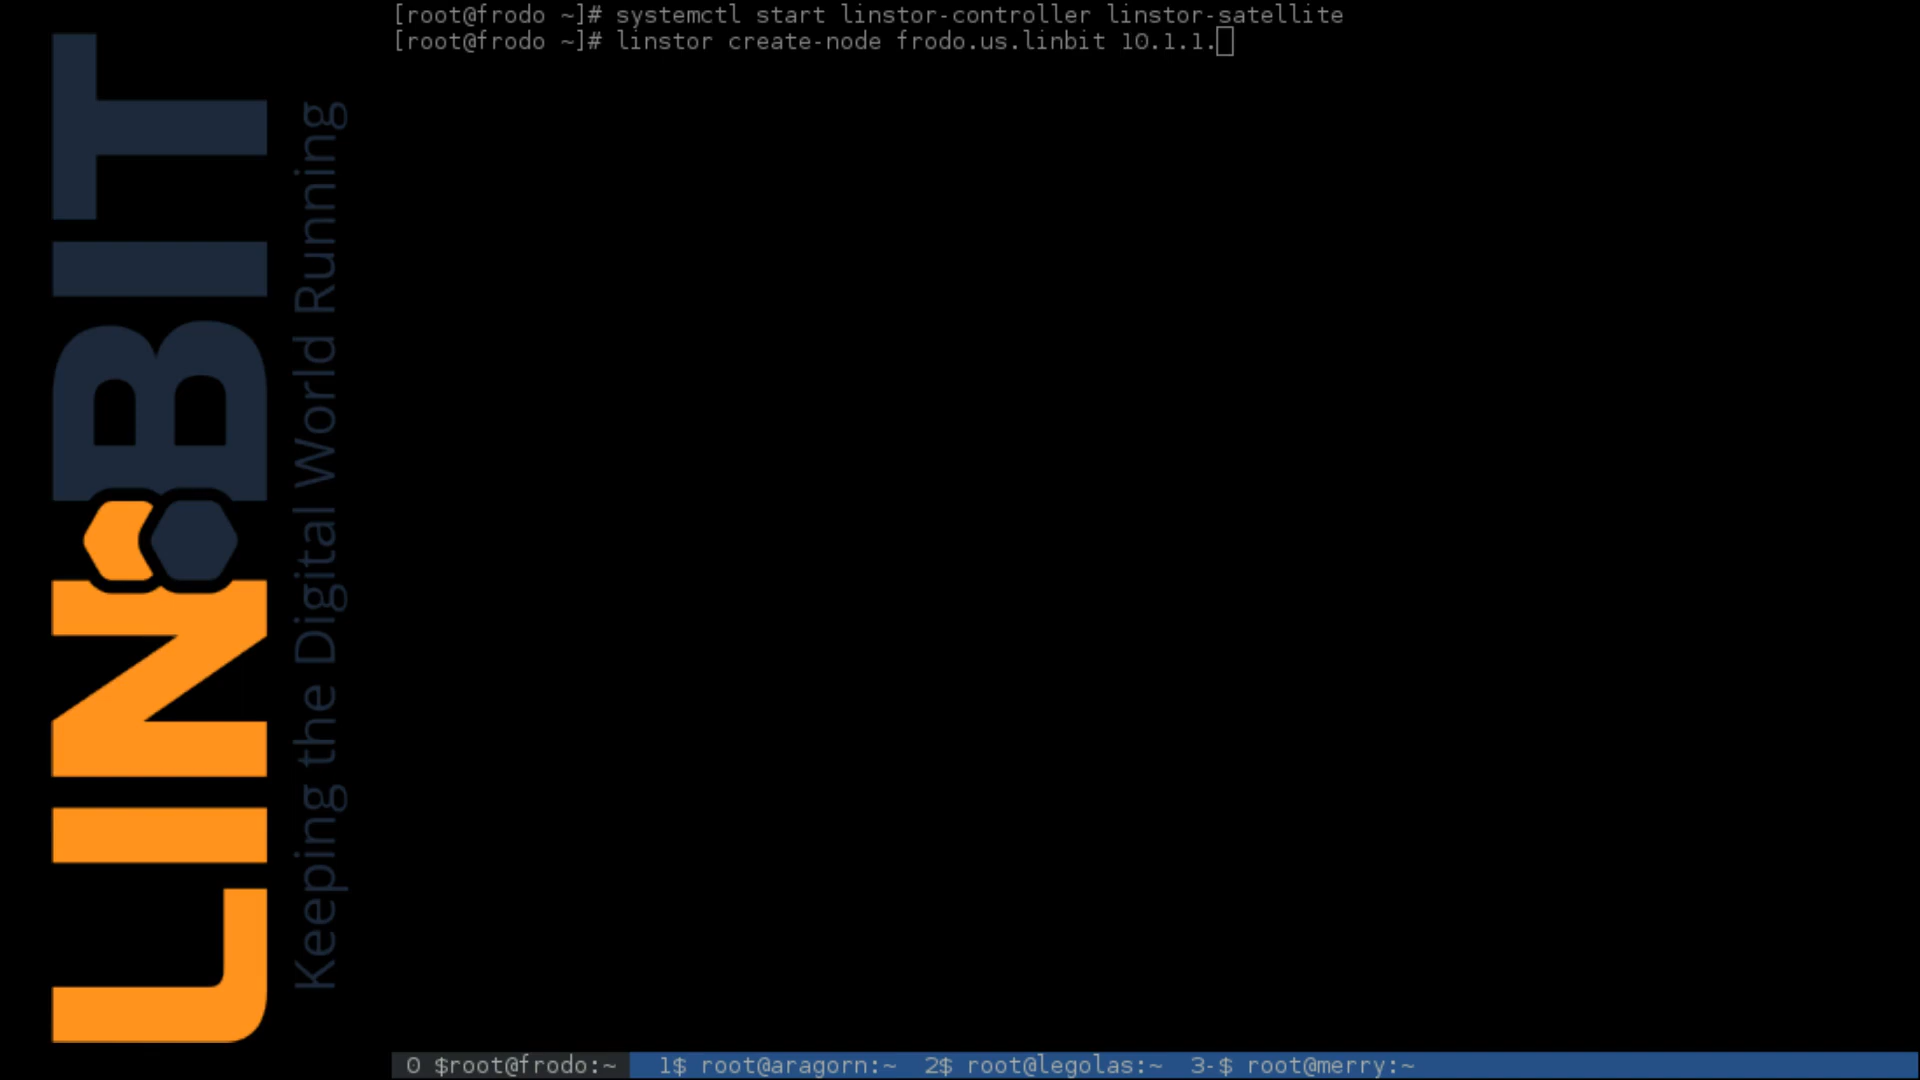 LINBIT
Keeping the Digital World Running
[root@frodo ~]# systemctl start linstor-controller linstor-satellite
[root@frodo ~]# linstor create-node frodo.us.linbit 10.1.1.
0 $root@frodo:~ 1$ root@aragorn:~ 2$ root@legolas:~ 3-$ root@merry:~